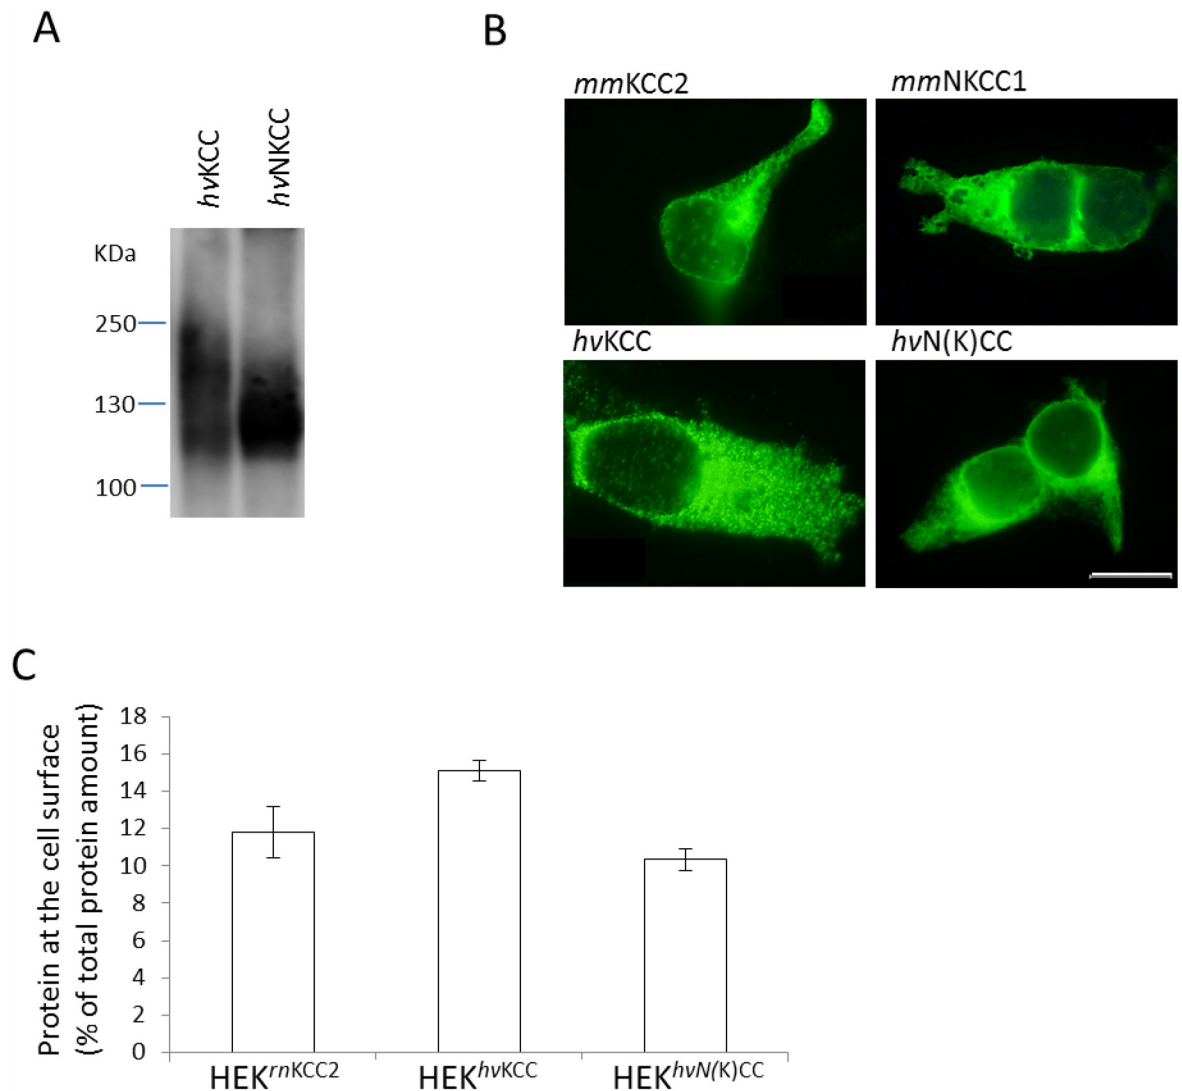 A
B
hvKCC
hvNKCC
KDa
250
130
100
mmKCC2
mmNKCC1
hvKCC
hvN(K)CC
C
Protein at the cell surface
(% of total protein amount)
18
16
14
12
10
8
6
4
2
0
HEKrnKCC2
HEKhvKCC
HEKhvN(K)CC